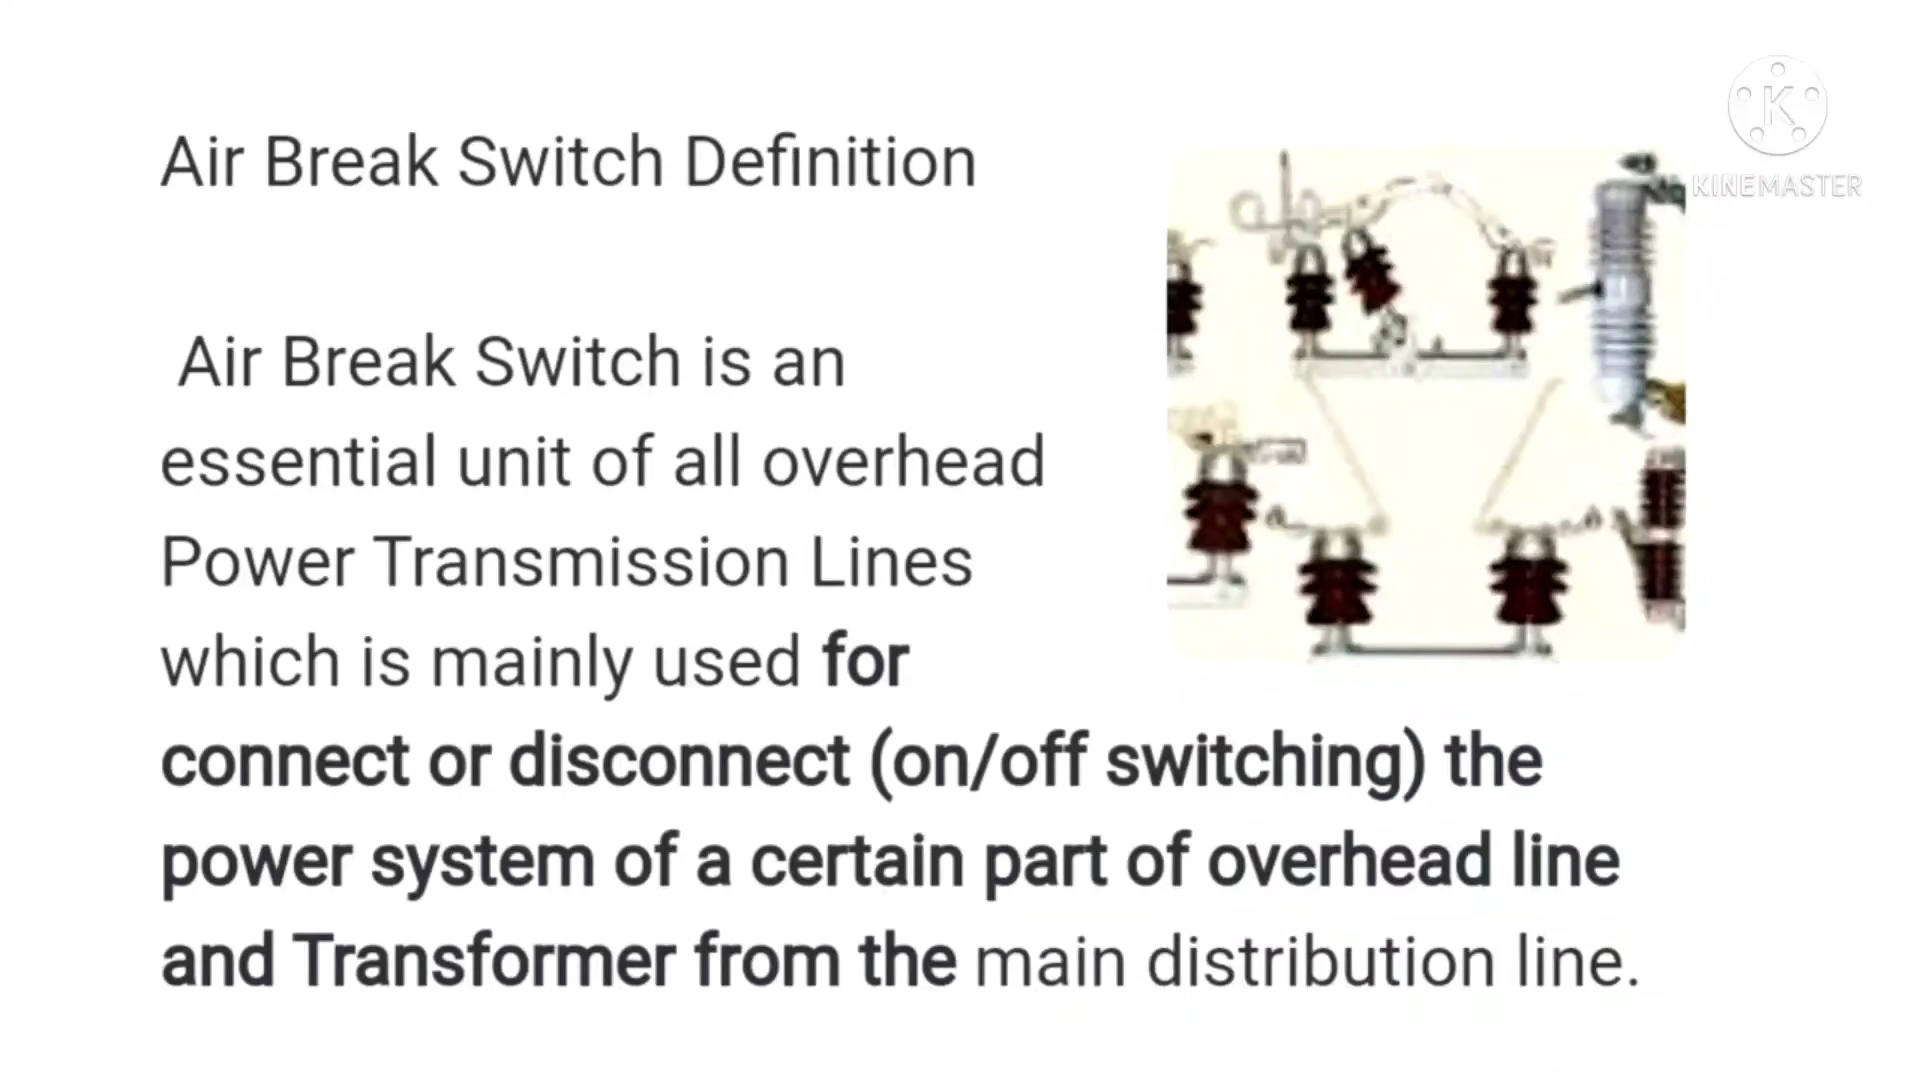 Air Break Switch Definition
Air Break Switch is an
essential unit of all overhead
Power Transmission Lines
which is mainly used for
connect or disconnect (on/off switching) the
power system of a certain part of overhead line
and Transformer from the main distribution line.
K
KINEMASTER